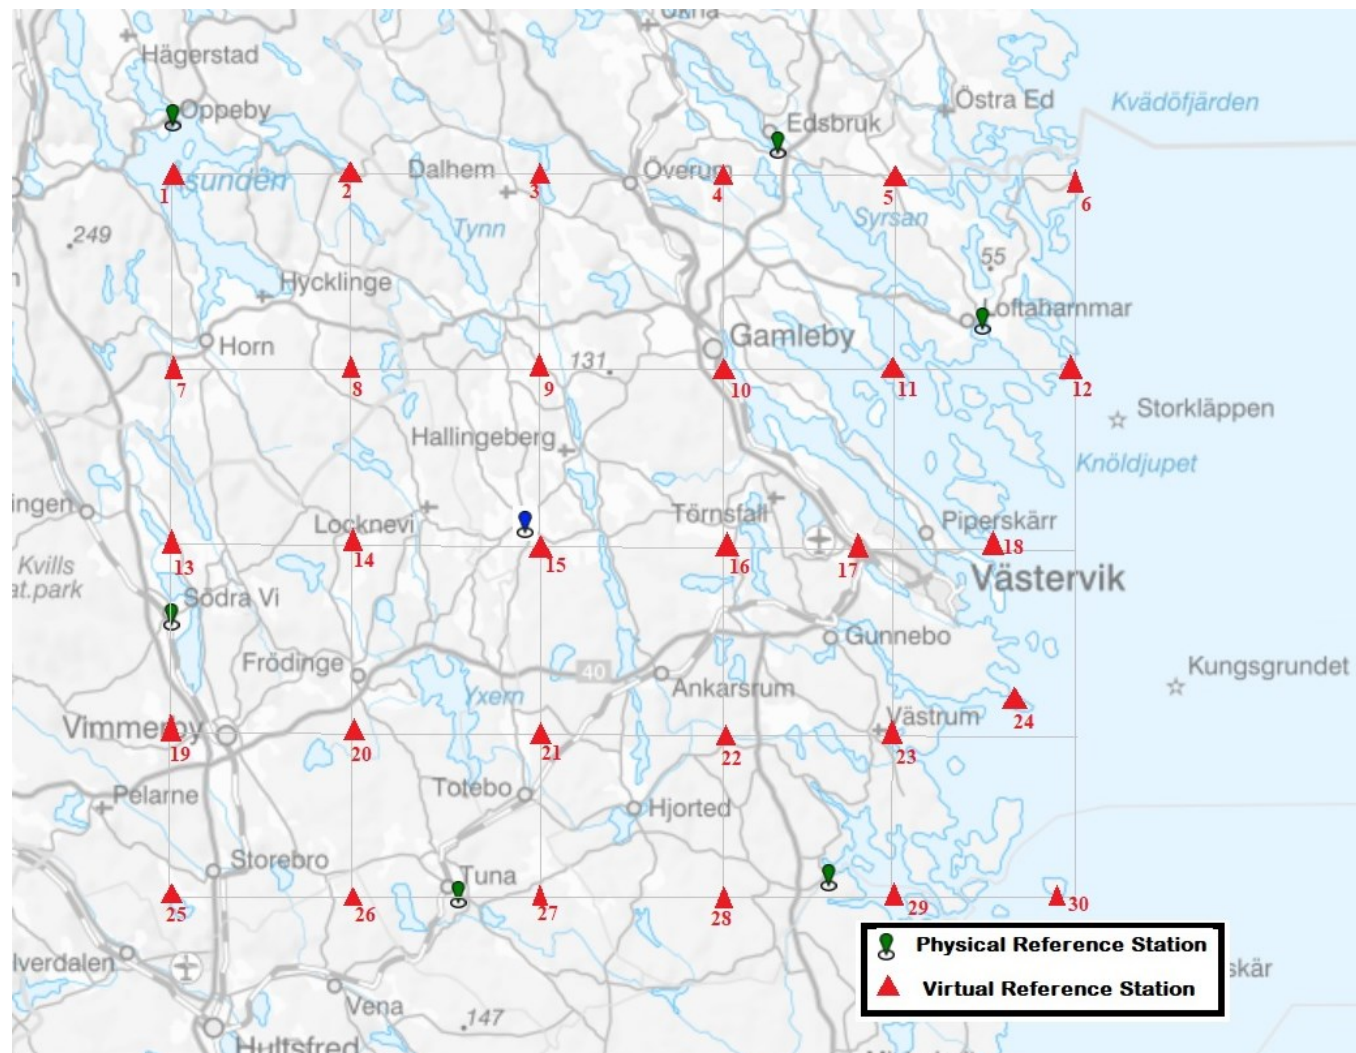 Hägerstad
Oppeby
Östra Ed
Kvädöfjärden
Edsbruk
Dalhem
Överum
sunden
1
2
3
4
5
6
249
Tynn
Syrsan
55
Hycklinge
Loftahammar
Horn
Gamleby
131
7
8
9
10
11
12
Storkläppen
Hallingeberg
Knöldjupet
ingen
Locknevi
Törnsfall
Piperskärr
13
14
15
16
17
18
Kvills
at.park
Västervik
Södra Vi
Gunnebo
Frödinge
40
Ankarsrum
Kungsgrundet
Yxern
Vimmerby
Västrum
19
20
21
22
23
24
Pelarne
Totebo
Hjorted
Storebro
Tuna
25
26
27
28
29
30
Physical Reference Station
Virtual Reference Station
lverdalen
skär
Vena
147
Hultsfred